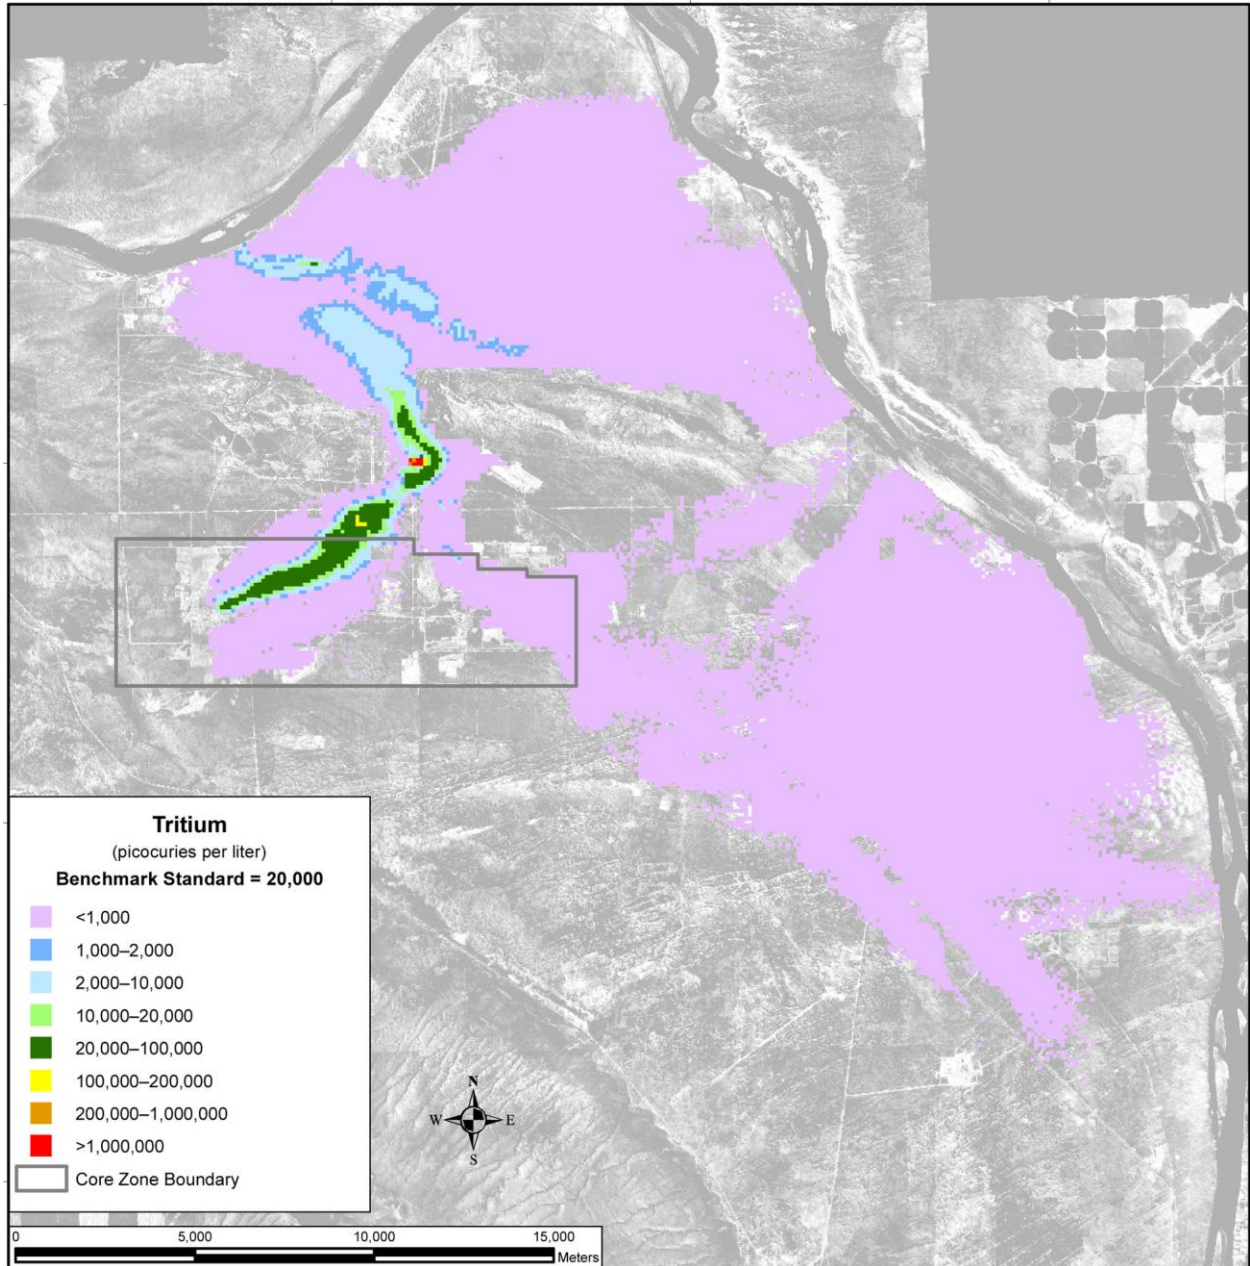 Tritium
(picocuries per liter)
Benchmark Standard = 20,000
<1,000
1,000–2,000
2,000–10,000
10,000–20,000
20,000–100,000
100,000–200,000
200,000–1,000,000
>1,000,000
Core Zone Boundary
N
W E
S
0 5,000 10,000 15,000
Meters